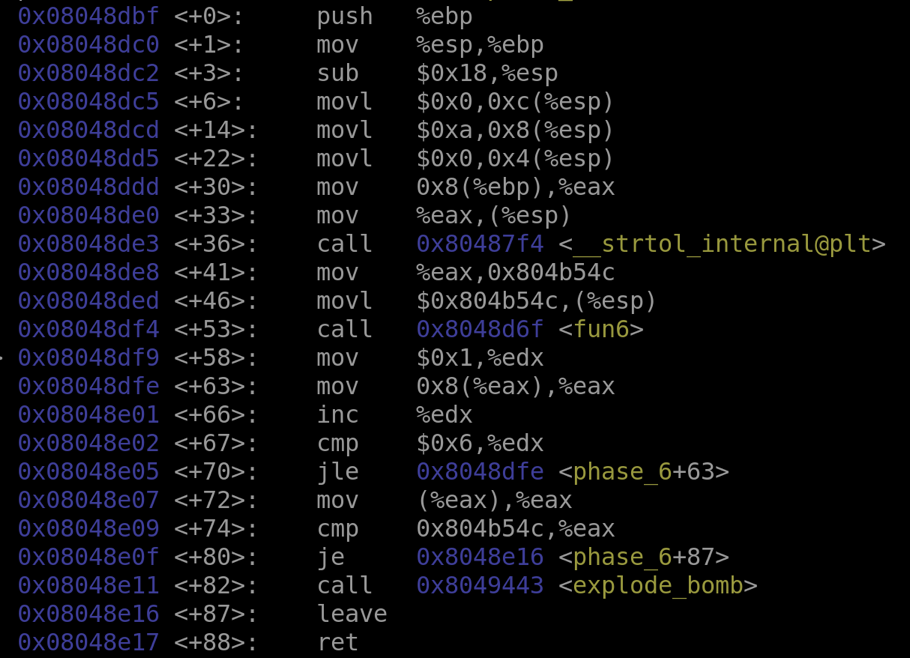 0x08048dbf <+0>:     push   %ebp
0x08048dc0 <+1>:     mov    %esp,%ebp
0x08048dc2 <+3>:     sub    $0x18,%esp
0x08048dc5 <+6>:     movl   $0x0,0xc(%esp)
0x08048dcd <+14>:    movl   $0xa,0x8(%esp)
0x08048dd5 <+22>:    movl   $0x0,0x4(%esp)
0x08048ddd <+30>:    mov    0x8(%ebp),%eax
0x08048de0 <+33>:    mov    %eax,(%esp)
0x08048de3 <+36>:    call   0x80487f4 <__strtol_internal@plt>
0x08048de8 <+41>:    mov    %eax,0x804b54c
0x08048ded <+46>:    movl   $0x804b54c,(%esp)
0x08048df4 <+53>:    call   0x8048d6f <fun6>
0x08048df9 <+58>:    mov    $0x1,%edx
0x08048dfe <+63>:    mov    0x8(%eax),%eax
0x08048e01 <+66>:    inc    %edx
0x08048e02 <+67>:    cmp    $0x6,%edx
0x08048e05 <+70>:    jle    0x8048dfe <phase_6+63>
0x08048e07 <+72>:    mov    (%eax),%eax
0x08048e09 <+74>:    cmp    0x804b54c,%eax
0x08048e0f <+80>:    je     0x8048e16 <phase_6+87>
0x08048e11 <+82>:    call   0x8049443 <explode_bomb>
0x08048e16 <+87>:    leave
0x08048e17 <+88>:    ret